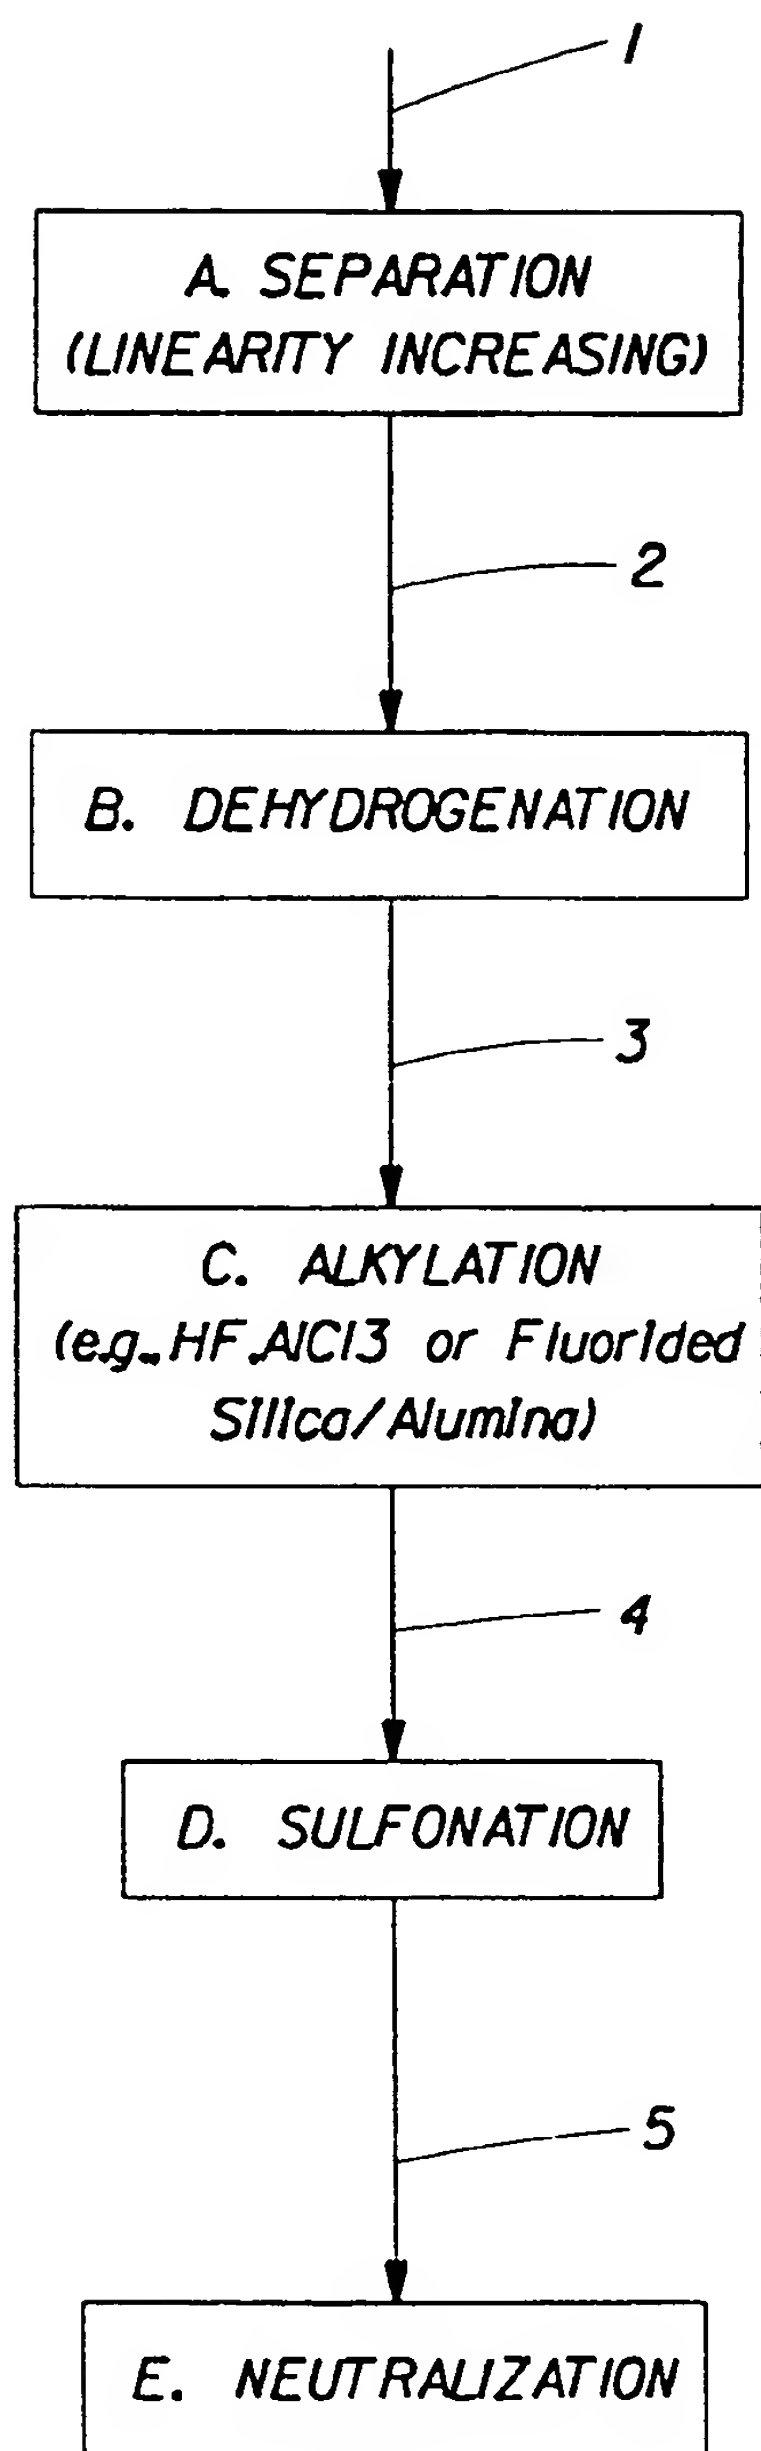 1
A. SEPARATION
(LINEARITY INCREASING)
2
B. DEHYDROGENATION
3
C. ALKYLATION
(e.g., HF, AlCl3 or Fluorided
Silica/Alumina)
4
D. SULFONATION
5
E. NEUTRALIZATION